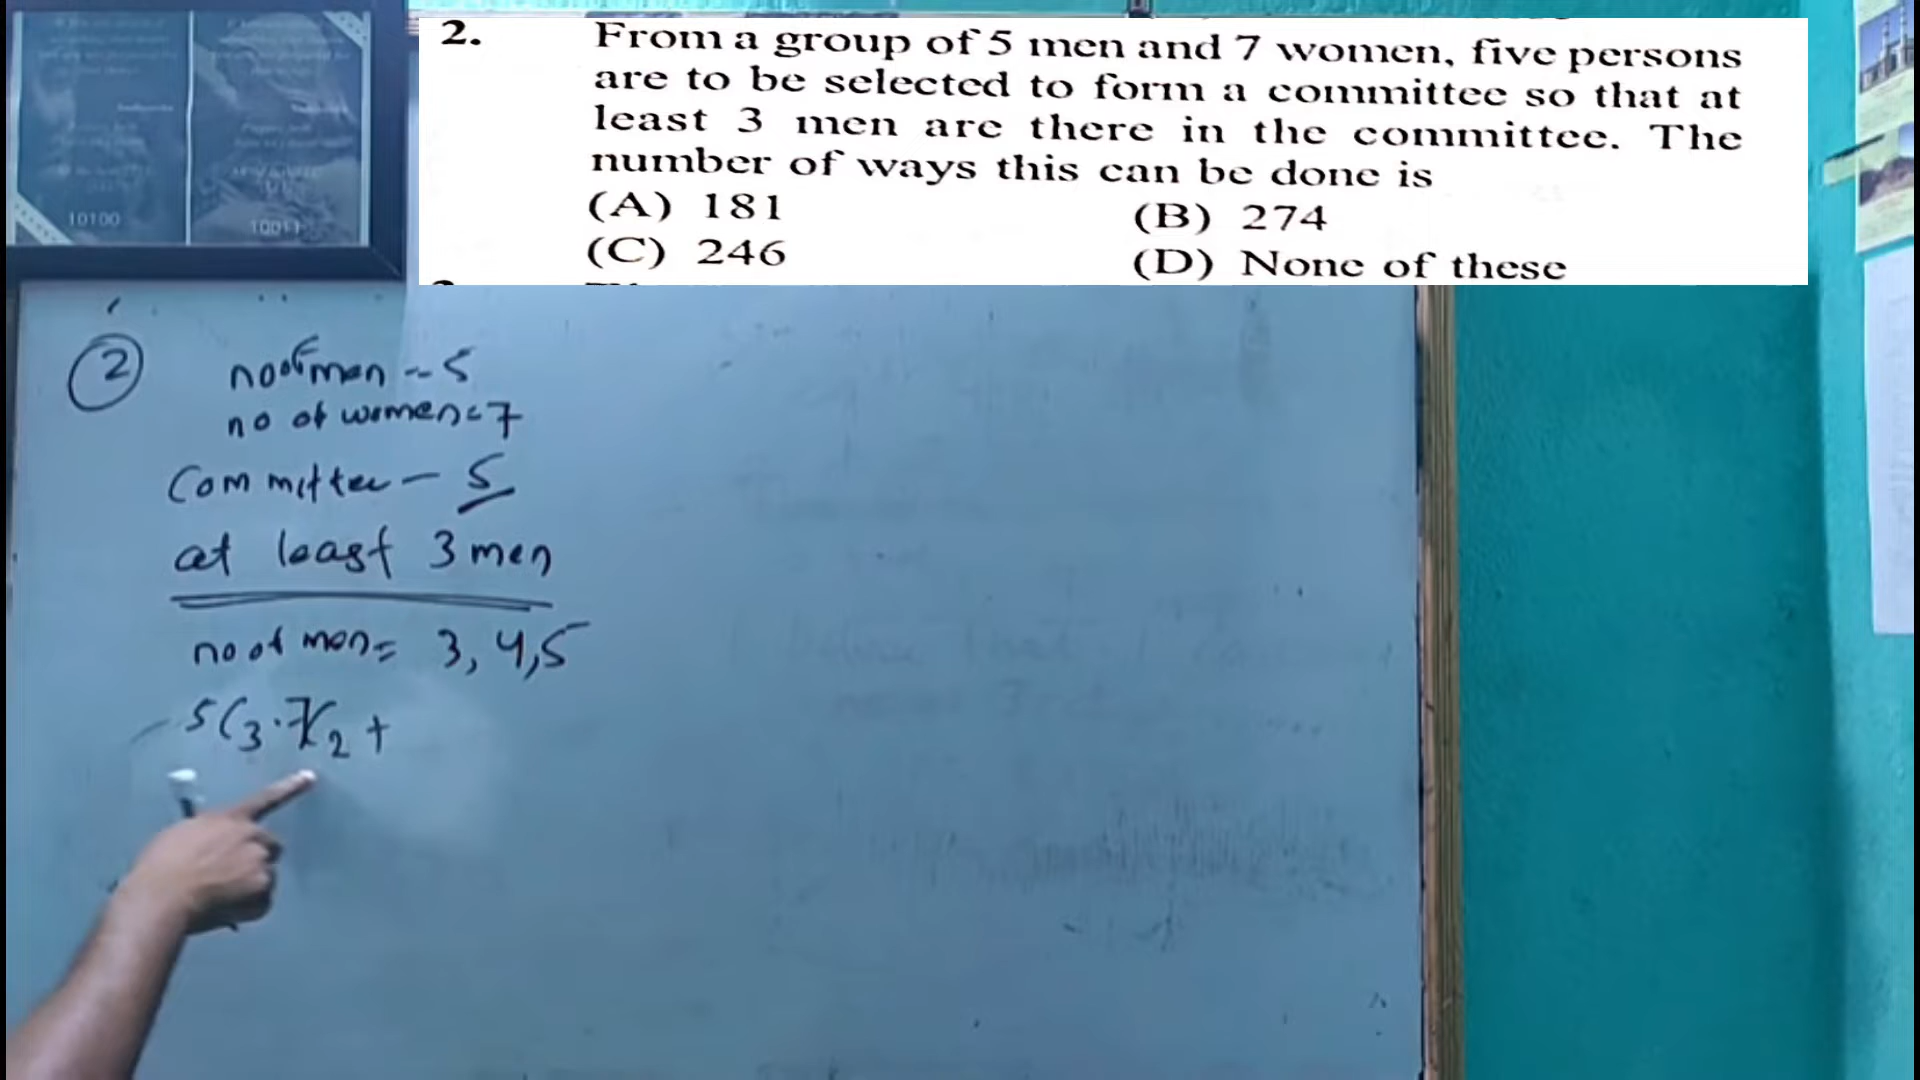 2. From a group of 5 men and 7 women, five persons
are to be selected to form a committee so that at
least 3 men are there in the committee. The
number of ways this can be done is
(A) 181 (B) 274
(C) 246 (D) None of these
10100 10011
2 no of men - 5
no of women = 7
Committee - 5
at least 3 men
no of men = 3, 4, 5
5C3 . 7C2 +